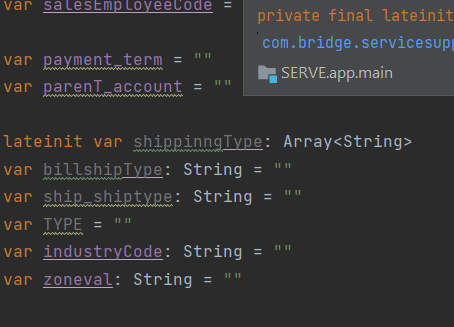 var salesEmployeeCode =
private final lateinit
com.bridge.servicesupp
var payment_term = ""
SERVE.app.main
var parenT_account = ""
lateinit var shippinngType: Array<String>
var billshipType: String = ""
var ship_shiptype: String = ""
var TYPE = ""
var industryCode: String = ""
var zoneval: String = ""